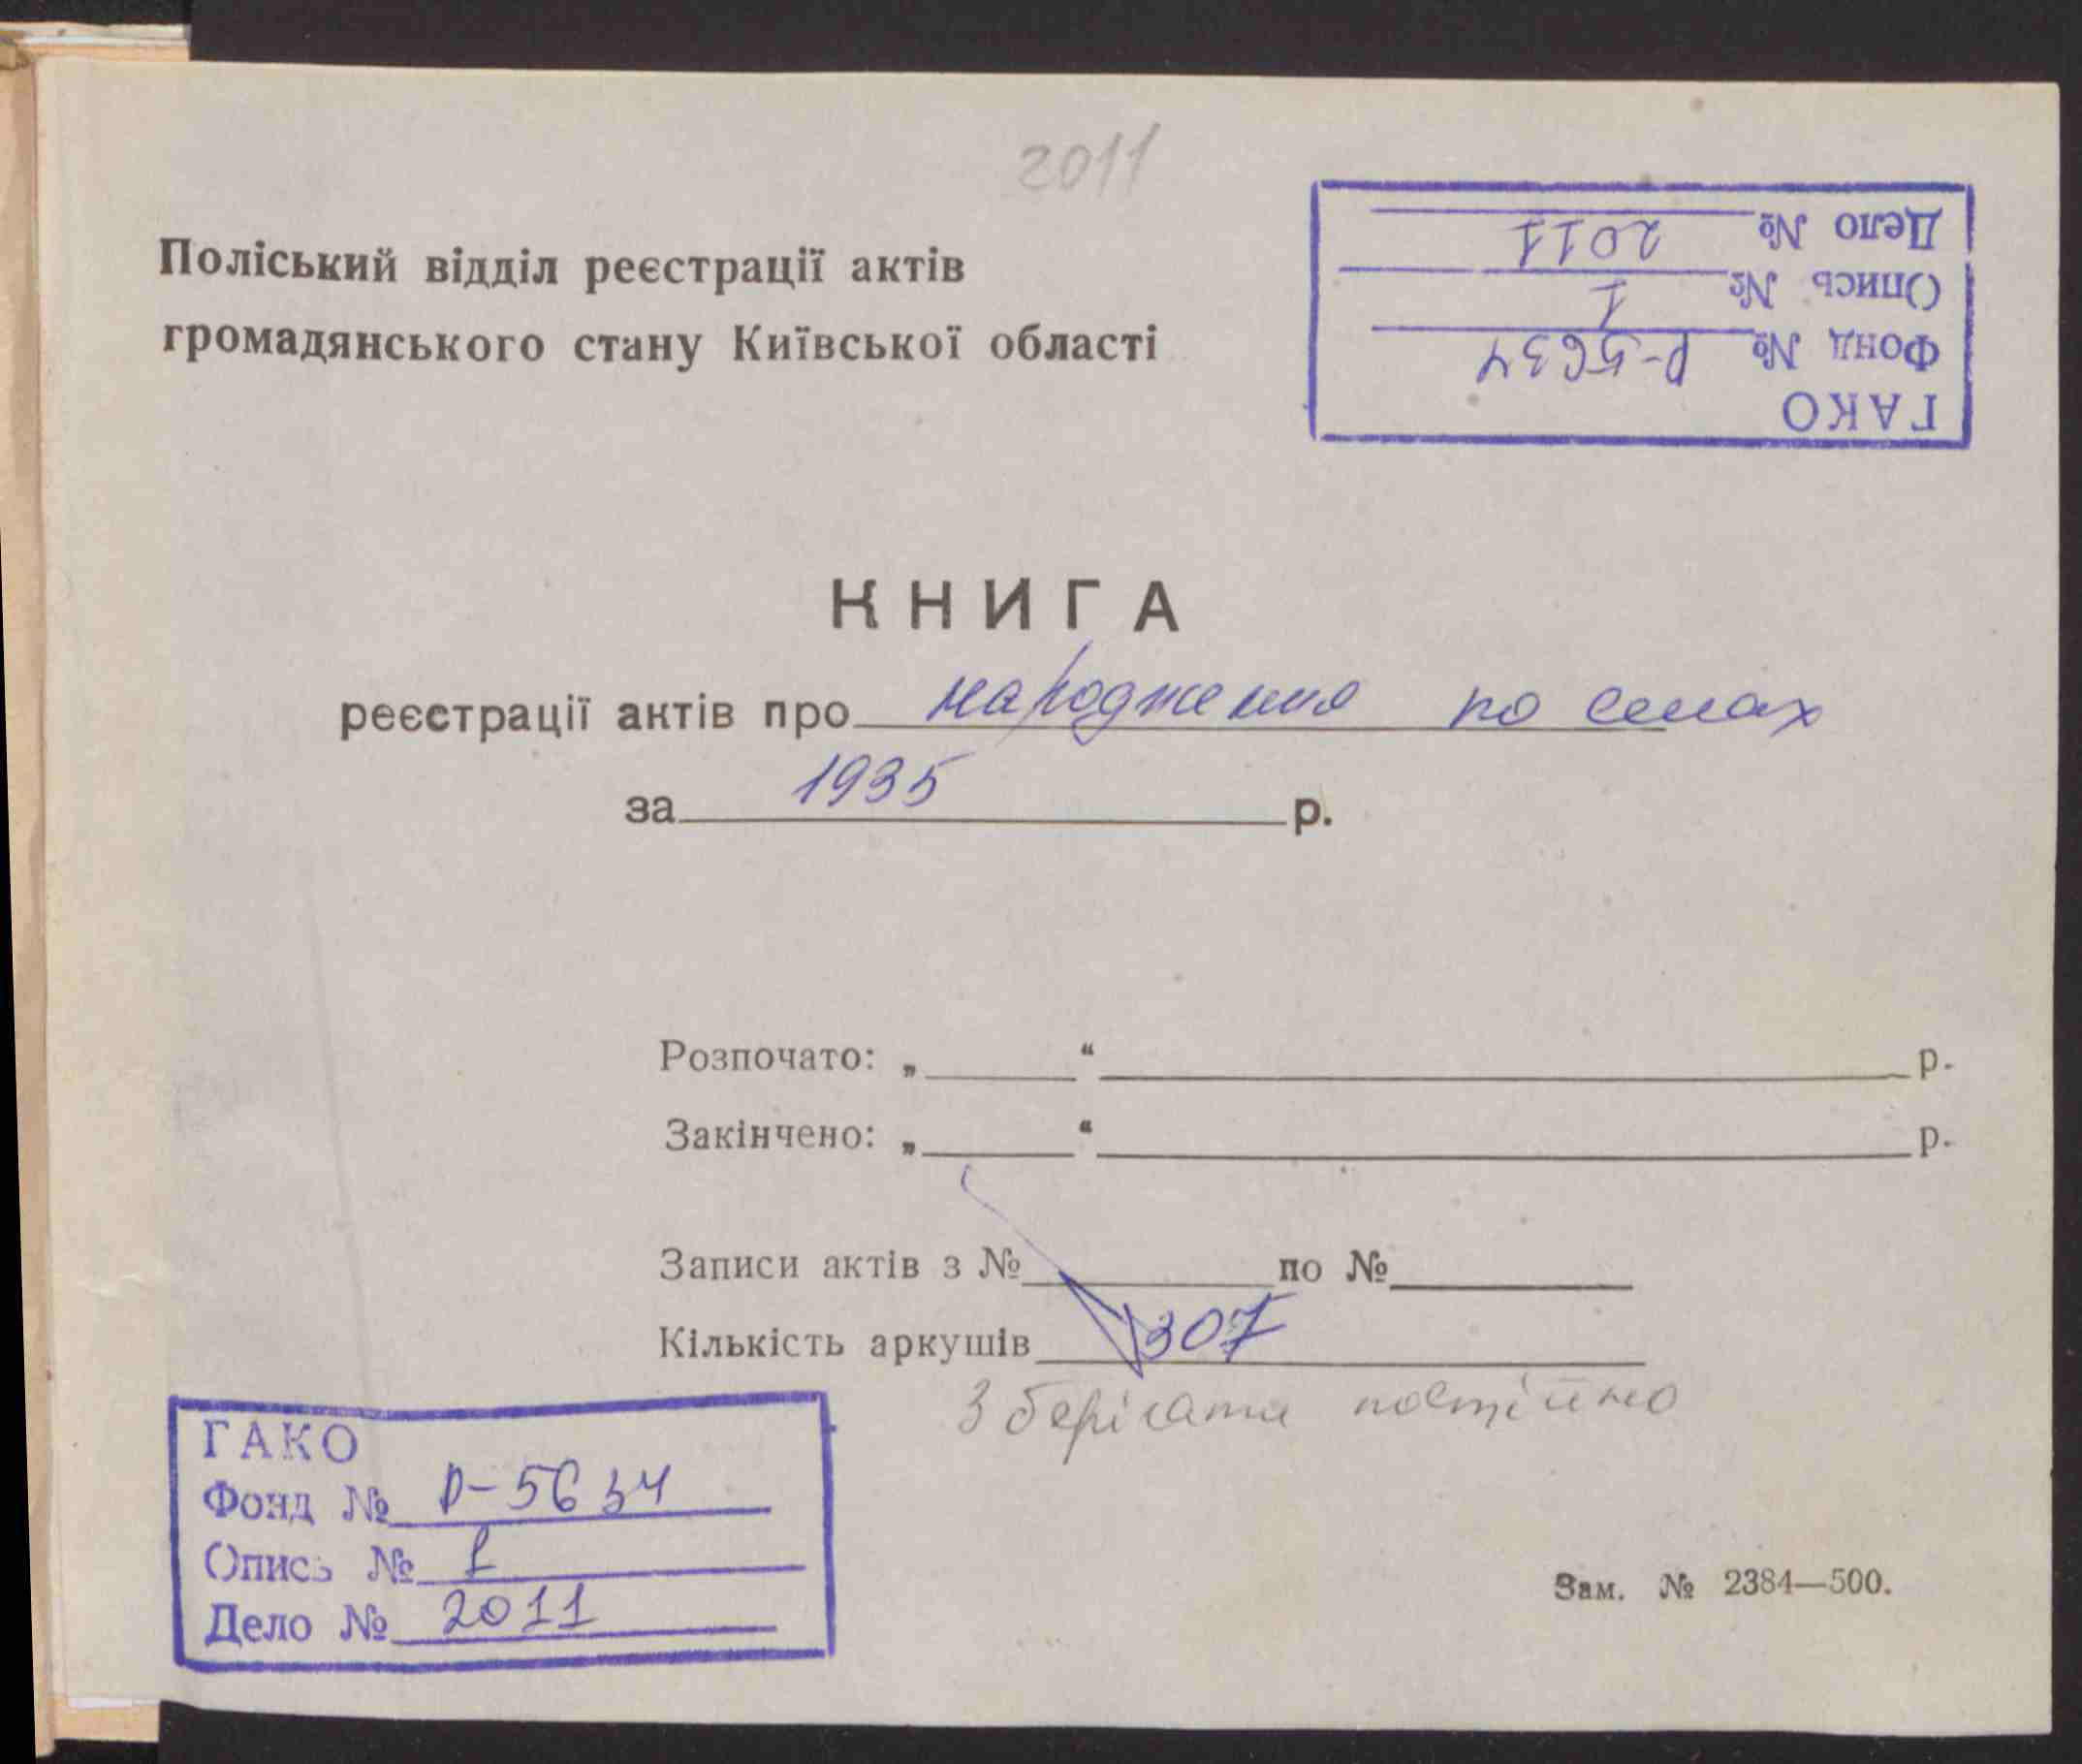 2011
Поліський відділ реєстрації актів
громадянського стану Київської області
ГАКО
Фонд № Р-5634
Опись № 1
Дело № 2011
КНИГА
реєстрації актів про народження по селах
за 1935 р.
Розпочато: „ “ р.
Закінчено: „ “ р.
Записи актів з № по №
Кількість аркушів 307
Зберігати постійно
ГАКО
Фонд № Р-5634
Опись № 1
Дело № 2011
Зам. № 2384—500.